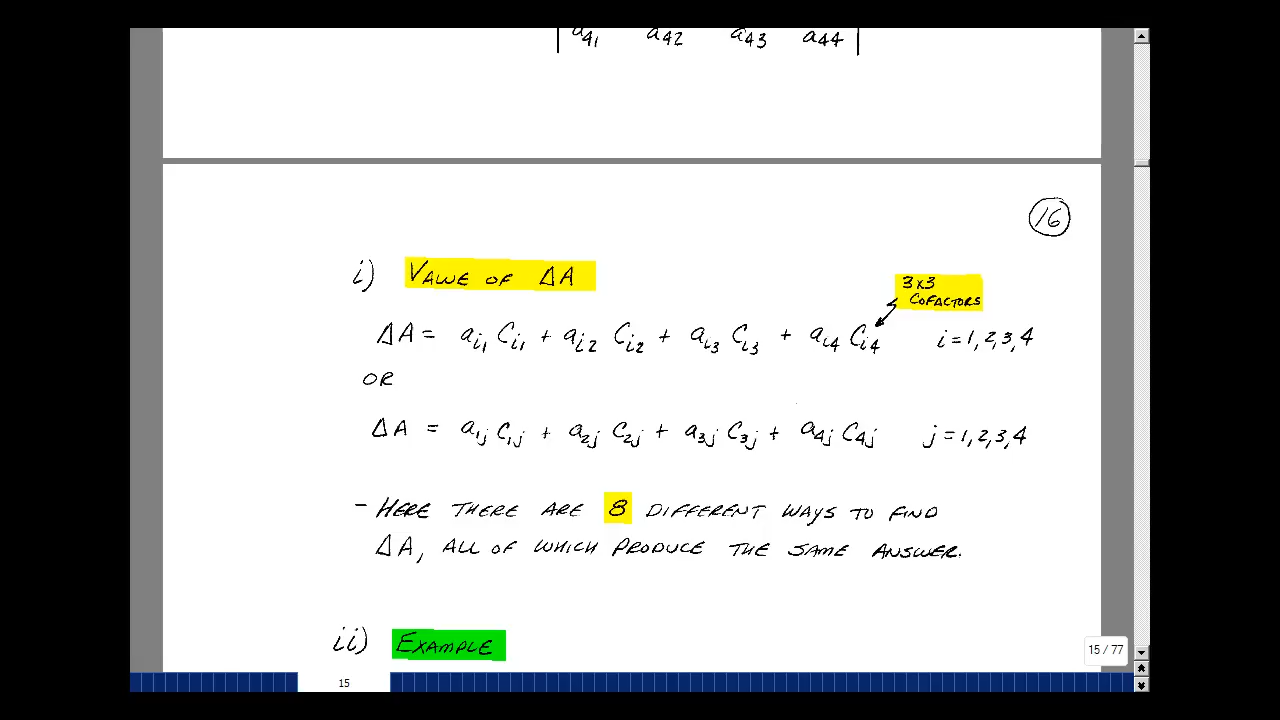 a41 a42 a43 a44
16
i) VALUE OF ΔA
3x3
COFACTORS
ΔA = ai1 Ci1 + ai2 Ci2 + ai3 Ci3 + ai4 Ci4 i=1,2,3,4
OR
ΔA = a1j C1j + a2j C2j + a3j C3j + a4j C4j j=1,2,3,4
- HERE THERE ARE 8 DIFFERENT WAYS TO FIND
ΔA, ALL OF WHICH PRODUCE THE SAME ANSWER.
ii) EXAMPLE
15 / 77
15